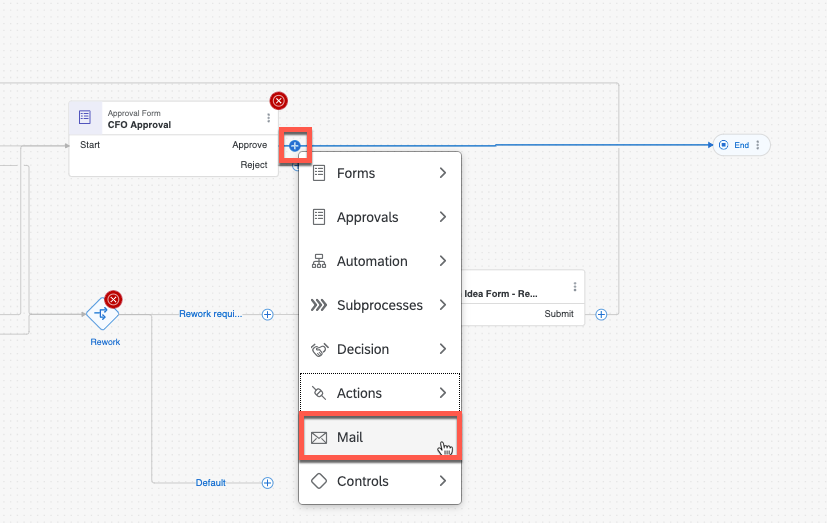 Approval Form
CFO Approval
Start
Approve
Reject
End
Forms
Approvals
Automation
Subprocesses
Decision
Actions
Mail
Controls
Idea Form - Re...
Submit
Rework requi...
Rework
Default